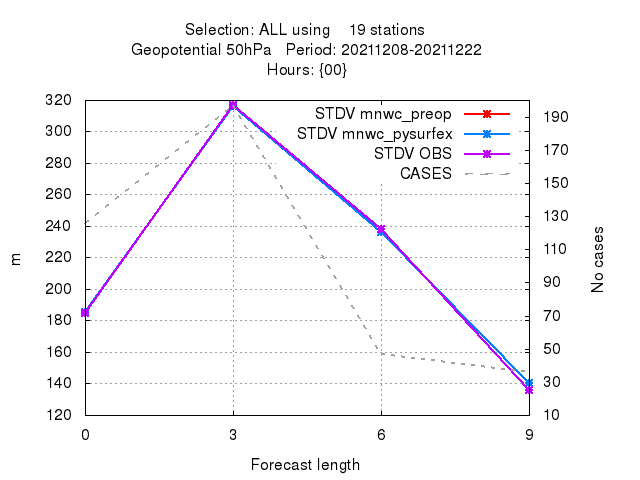 Selection: ALL using 19 stations
Geopotential 50hPa Period: 20211208-20211222
Hours: {00}
STDV mnwc_preop
STDV mnwc_pysurfex
STDV OBS
CASES
320
300
280
260
240
220
200
180
160
140
120
m
190
170
150
130
110
90
70
50
30
10
No cases
0 3 6 9
Forecast length